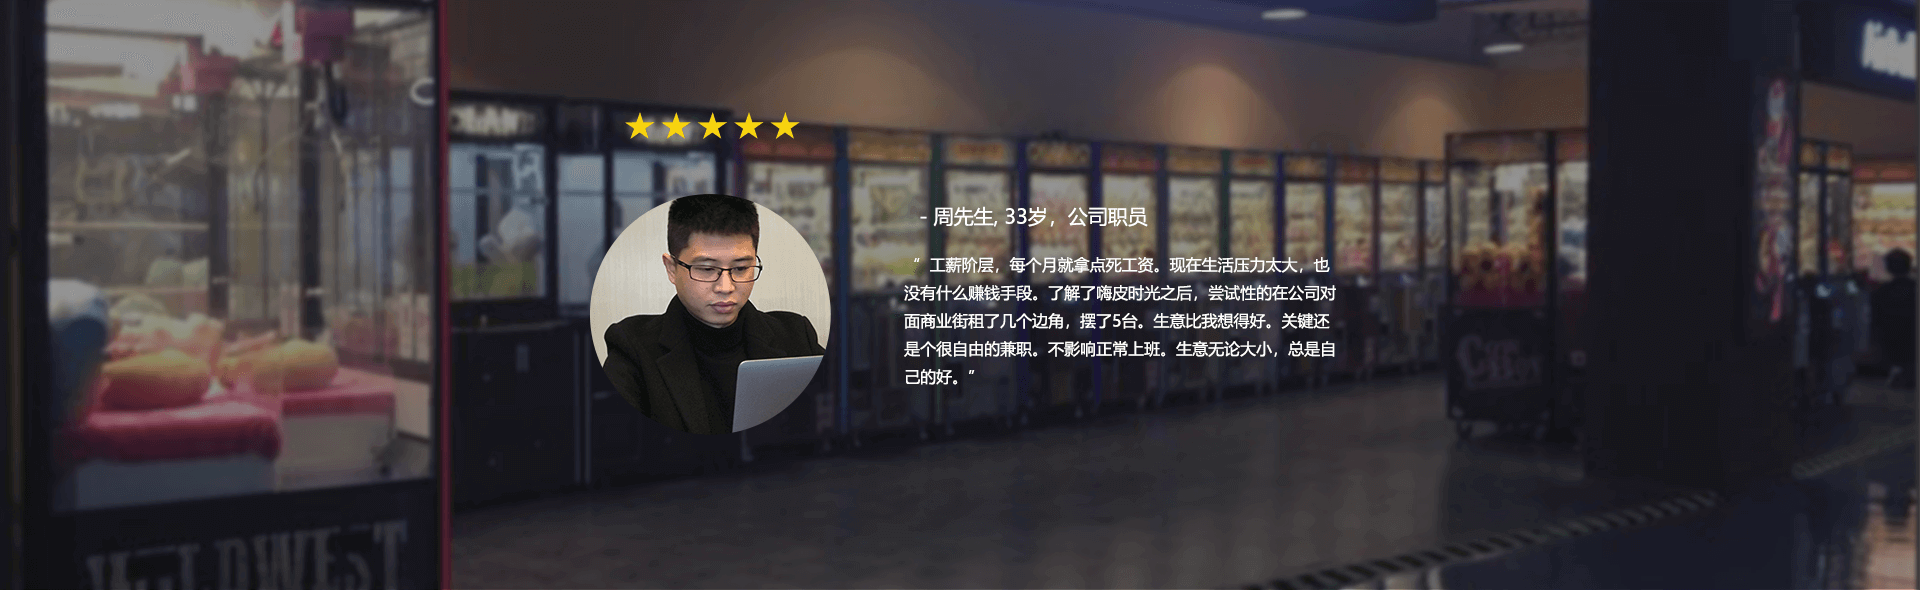 - 周先生, 33岁，公司职员
“ 工薪阶层，每个月就拿点死工资。现在生活压力太大，也
没有什么赚钱手段。了解了嗨皮时光之后，尝试性的在公司对
面商业街租了几个边角，摆了5台。生意比我想得好。关键还
是个很自由的兼职。不影响正常上班。生意无论大小，总是自
己的好。”
WILDWEST